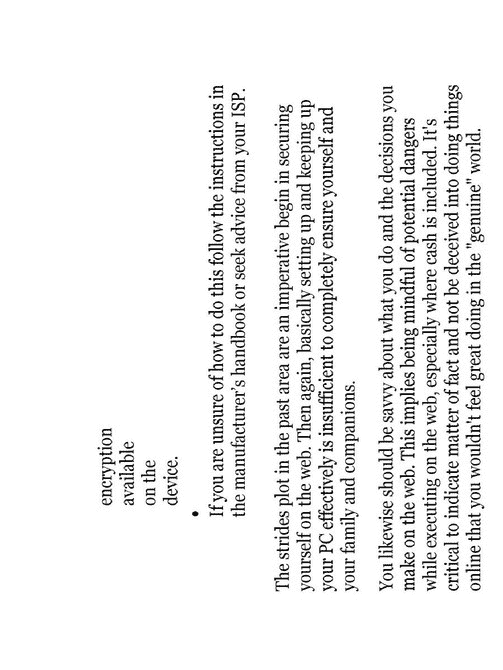 encryption
available
on the
device.
•
If you are unsure of how to do this follow the instructions in
the manufacturer's handbook or seek advice from your ISP.
The strides plot in the past area are an imperative begin in securing
yourself on the web. Then again, basically setting up and keeping up
your PC effectively is insufficient to completely ensure yourself and
your family and companions.
You likewise should be savvy about what you do and the decisions you
make on the web. This implies being mindful of potential dangers
while executing on the web, especially where cash is included. It's
critical to indicate matter of fact and not be deceived into doing things
online that you wouldn't feel great doing in the "genuine" world.